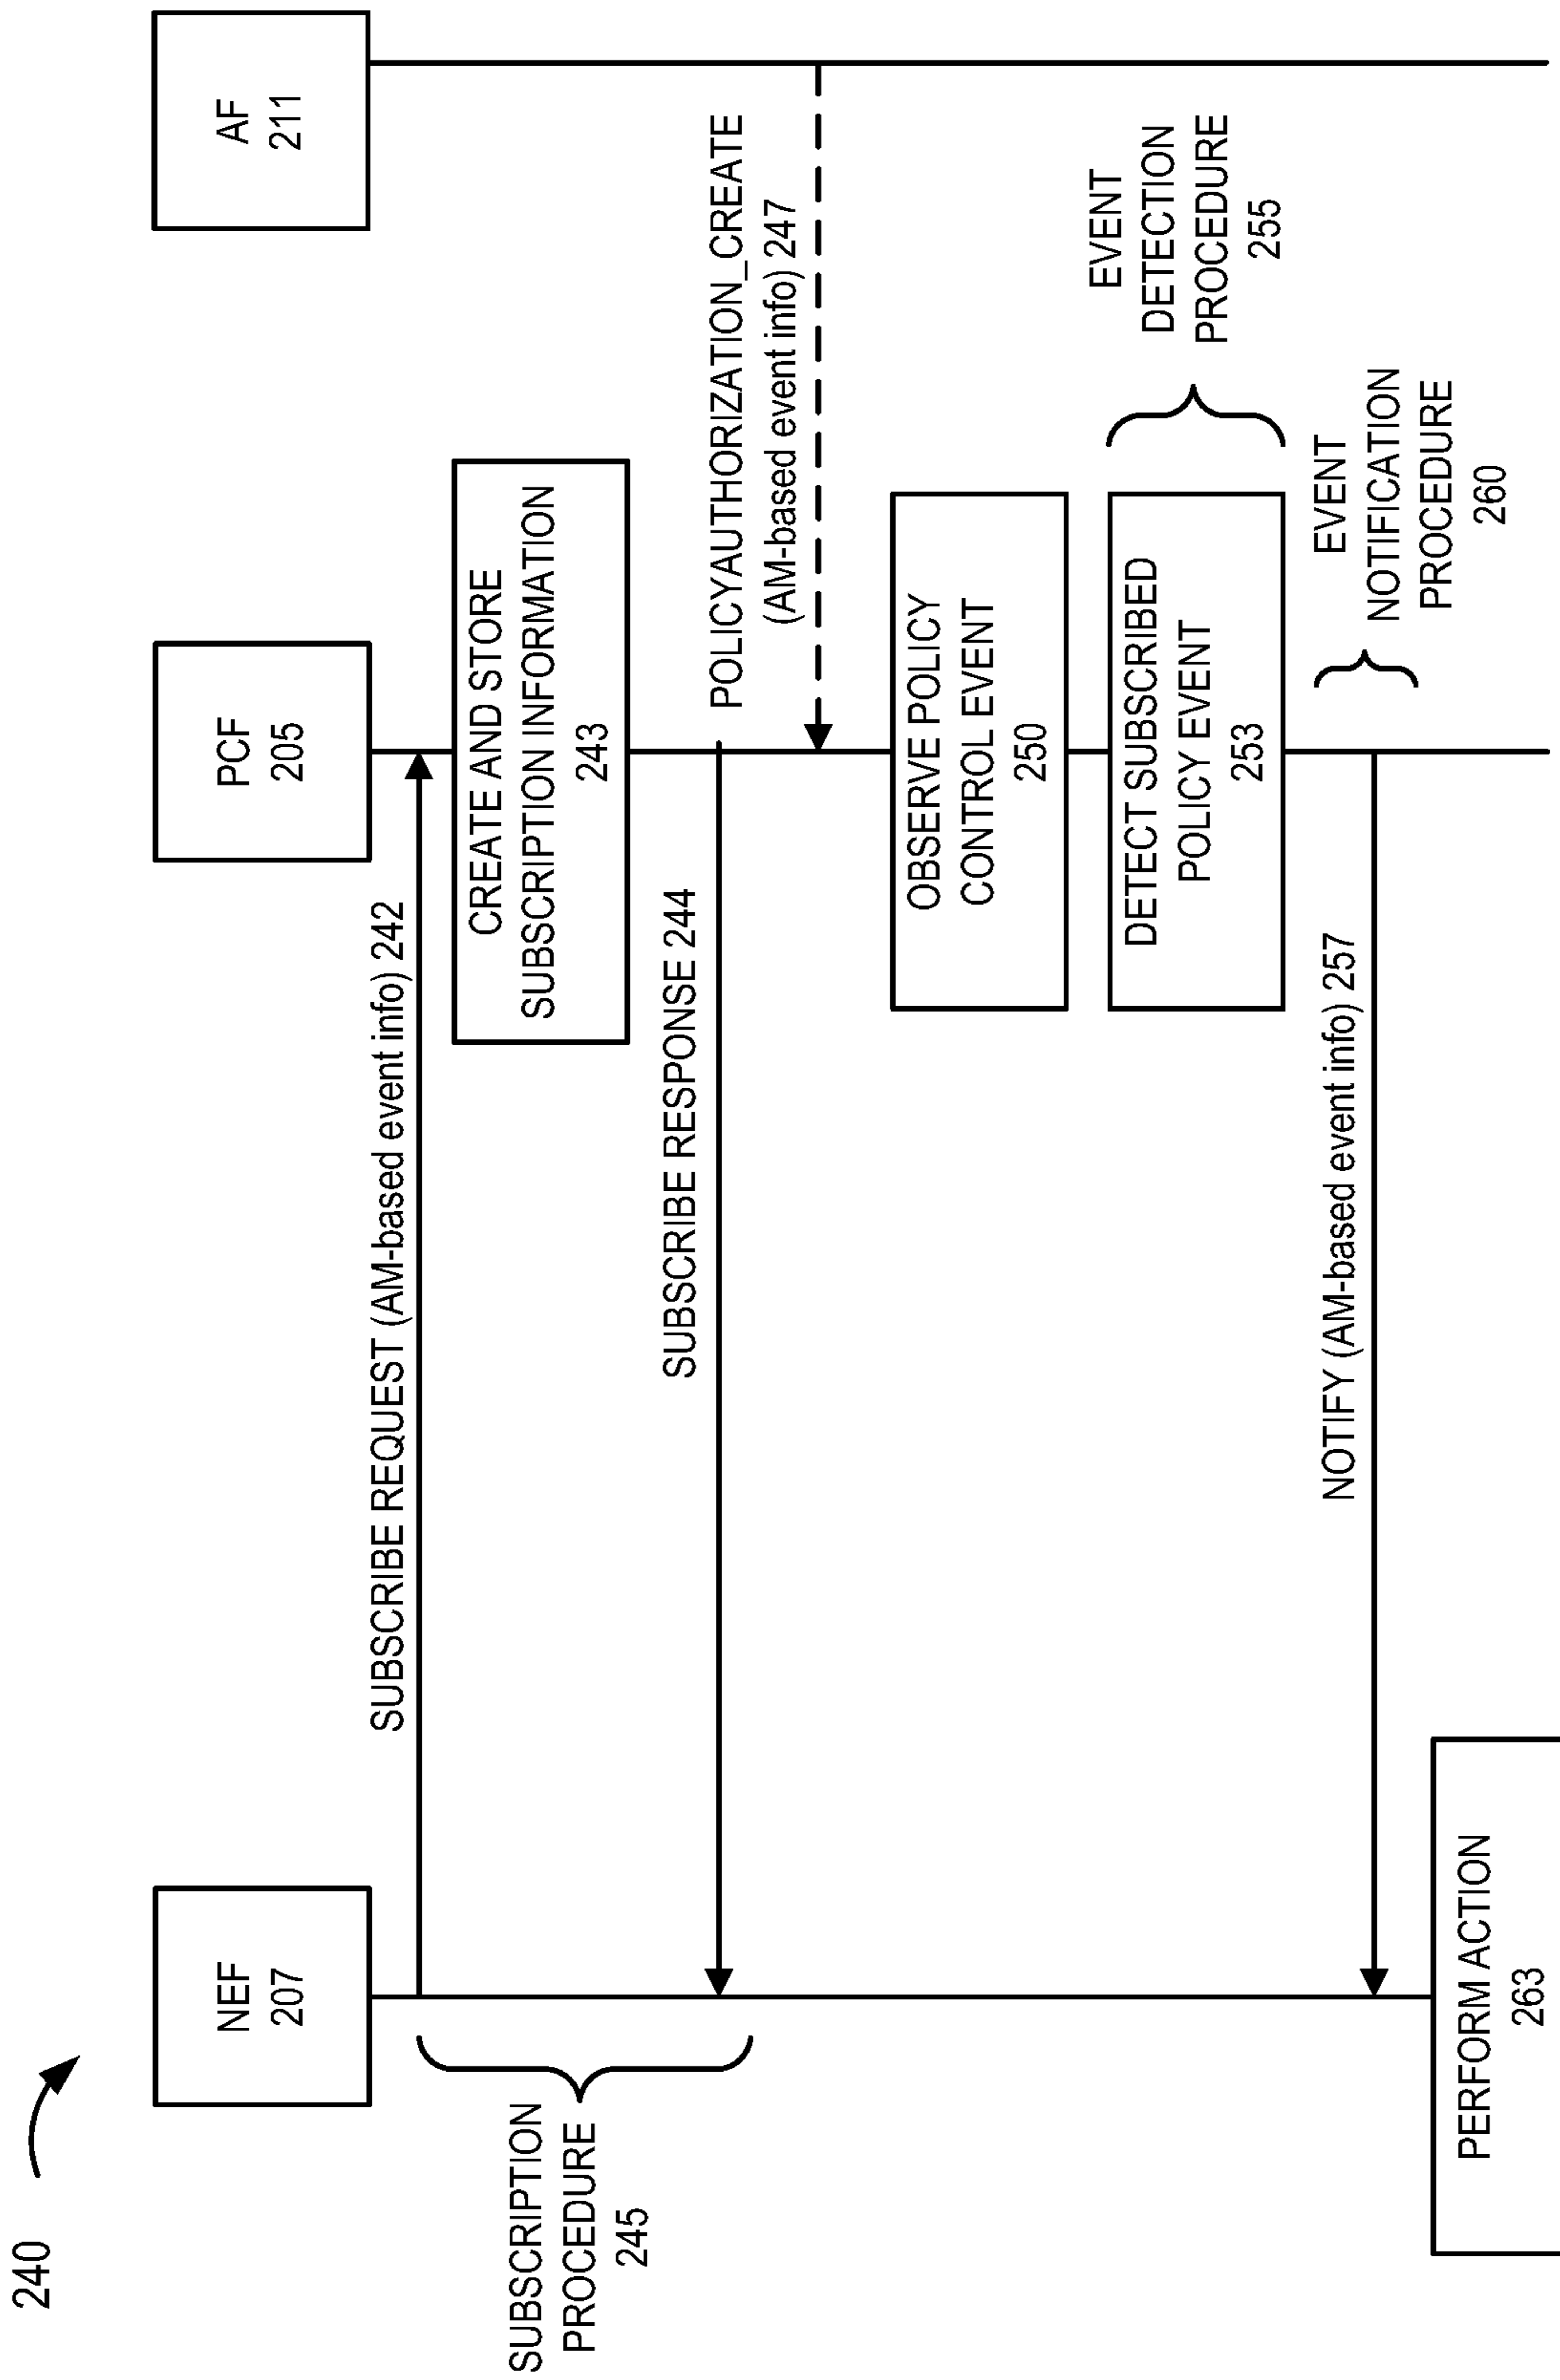 240
NEF
207
PCF
205
AF
211
SUBSCRIBE REQUEST (AM-based event info) 242
CREATE AND STORE
SUBSCRIPTION INFORMATION
243
SUBSCRIPTION
PROCEDURE
245
SUBSCRIBE RESPONSE 244
POLICYAUTHORIZATION_CREATE
(AM-based event info) 247
OBSERVE POLICY
CONTROL EVENT
250
DETECT SUBSCRIBED
POLICY EVENT
253
EVENT
DETECTION
PROCEDURE
255
NOTIFY (AM-based event info) 257
EVENT
NOTIFICATION
PROCEDURE
260
PERFORM ACTION
263